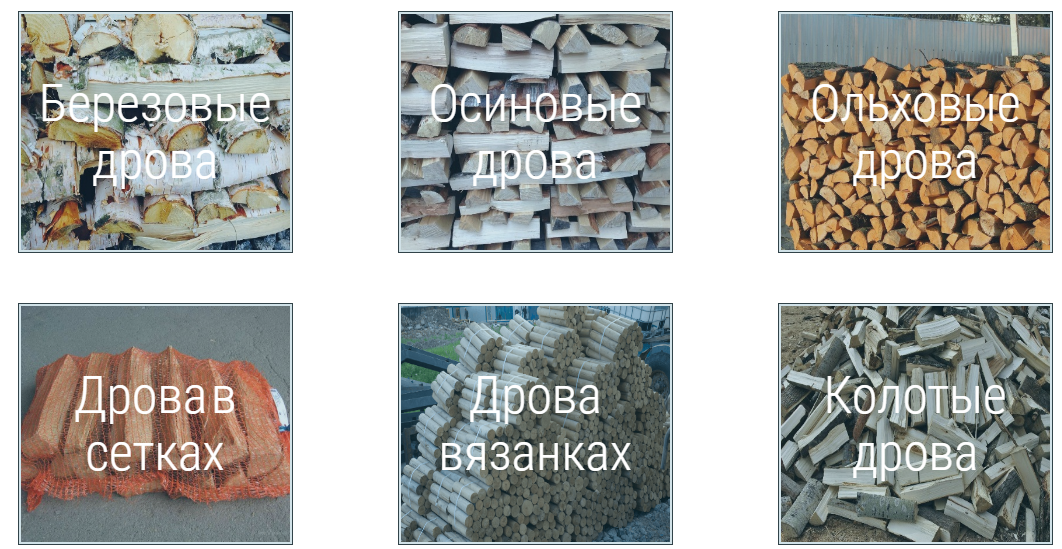 Березовые
дрова
Осиновые
дрова
Ольховые
дрова
Дрова в
сетках
Дрова
вязанках
Колотые
дрова